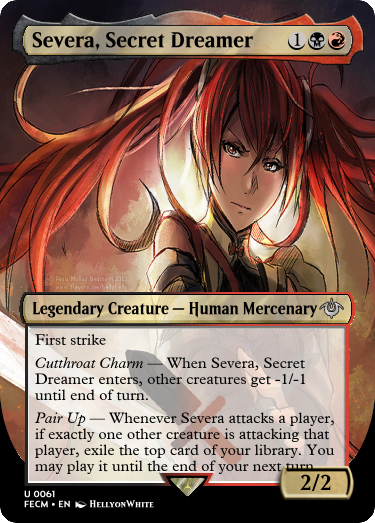 Severa, Secret Dreamer 1
Legendary Creature — Human Mercenary
First strike
Cutthroat Charm — When Severa, Secret
Dreamer enters, other creatures get -1/-1
until end of turn.
Pair Up — Whenever Severa attacks a player,
if exactly one other creature is attacking that
player, exile the top card of your library. You
may play it until the end of your next turn.
2/2
U 0061
FECM • EN HELLYONWHITE